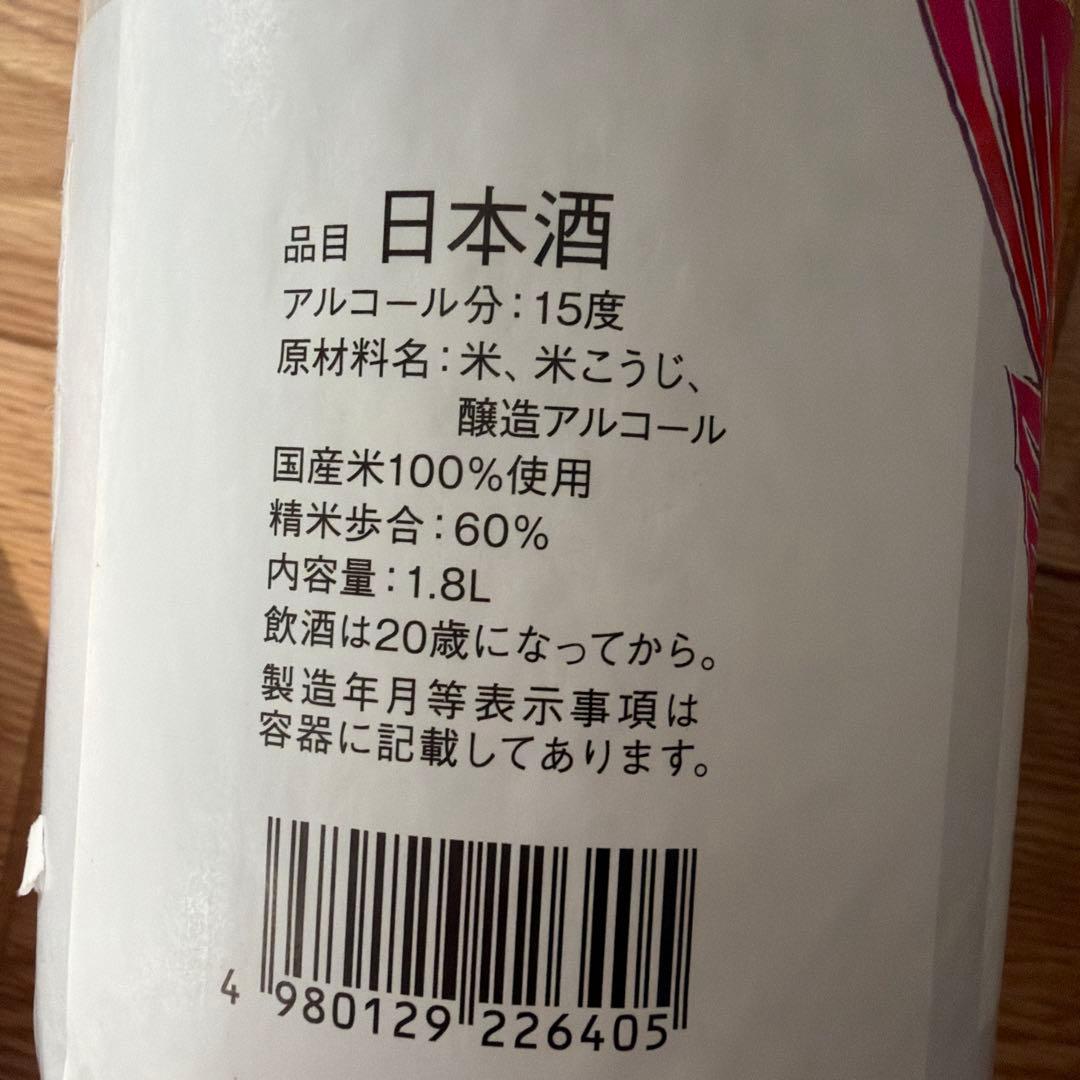 品目 日本酒
アルコール分：15度
原材料名：米、米こうじ、
醸造アルコール
国産米100%使用
精米歩合：60%
内容量：1.8L
飲酒は20歳になってから。
製造年月等表示事項は
容器に記載してあります。
4 980129 226405